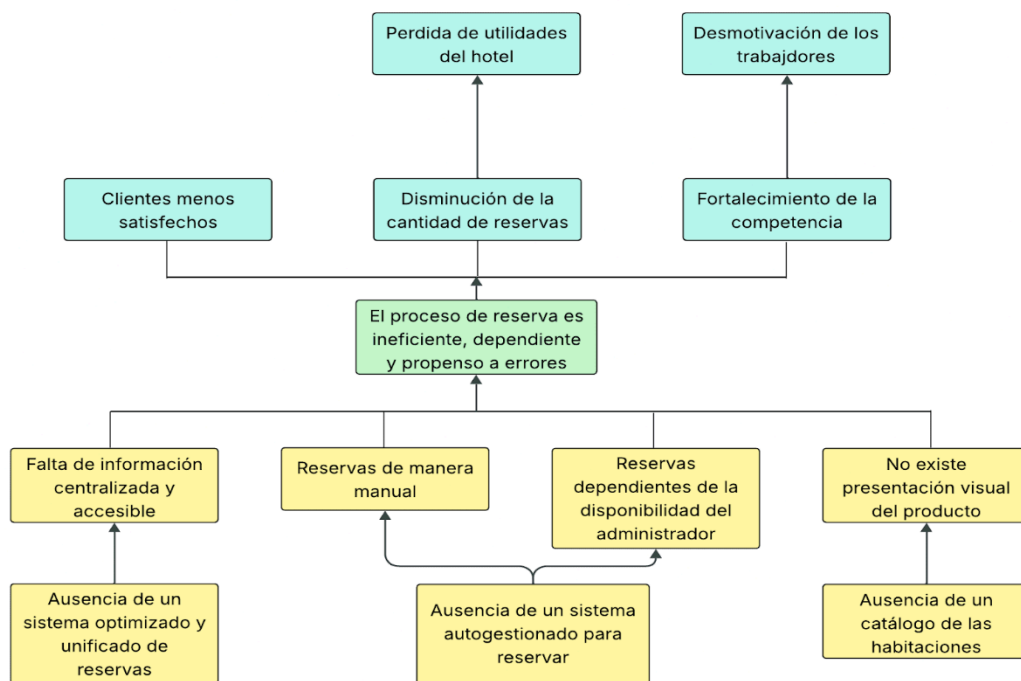 Perdida de utilidades
del hotel
Desmotivación de los
trabajdores
Clientes menos
satisfechos
Disminución de la
cantidad de reservas
Fortalecimiento de la
competencia
El proceso de reserva es
ineficiente, dependiente
y propenso a errores
Falta de información
centralizada y
accesible
Reservas de manera
manual
Reservas
dependientes de la
disponibilidad del
administrador
No existe
presentación visual
del producto
Ausencia de un
sistema optimizado y
unificado de
reservas
Ausencia de un sistema
autogestionado para
reservar
Ausencia de un
catálogo de las
habitaciones